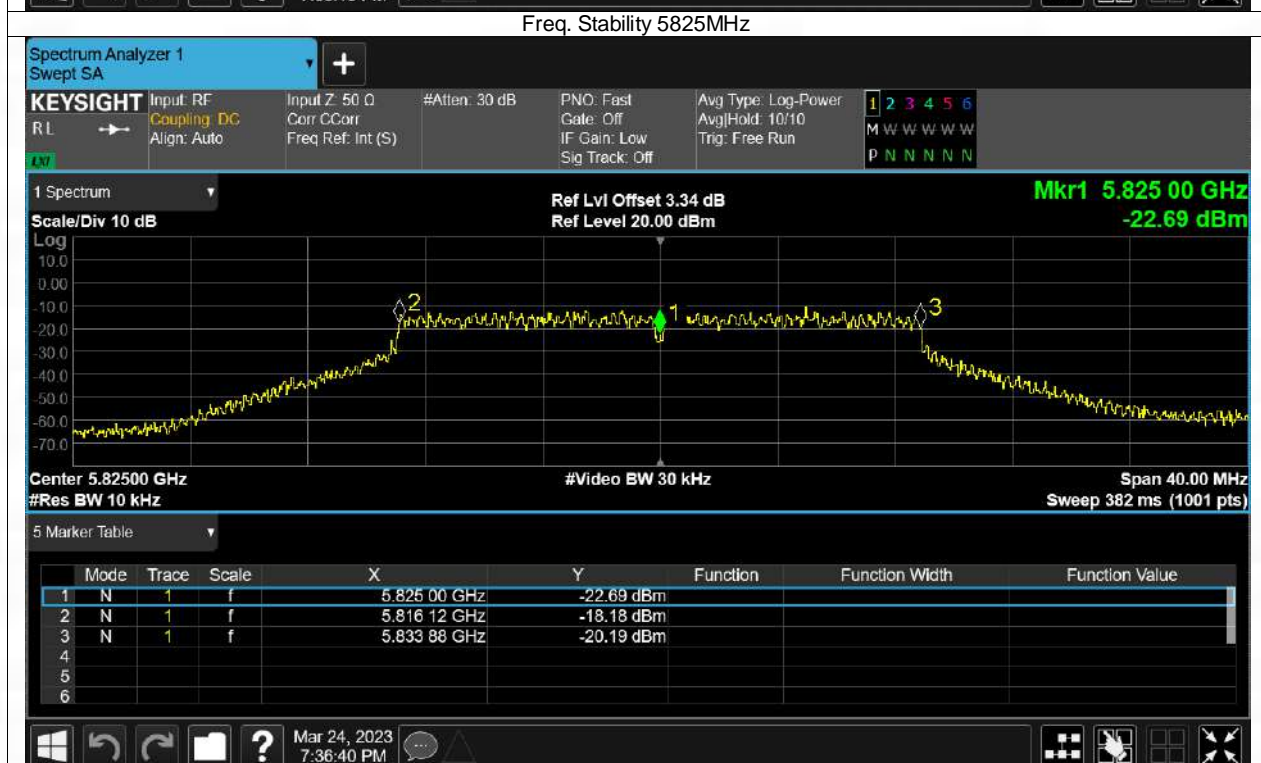 Freq. Stability 5825MHz
Spectrum Analyzer 1
Swept SA
+
KEYSIGHT Input: RF Input Z: 50 Ω #Atten: 30 dB PNO: Fast Avg Type: Log-Power 1 2 3 4 5 6
RL Coupling: DC Corr CCorr Gate: Off Avg|Hold: 10/10 M W W W W W
Align: Auto Freq Ref: Int (S) IF Gain: Low Trig: Free Run
LXI Sig Track: Off P N N N N N
1 Spectrum Ref Lvl Offset 3.34 dB Mkr1 5.825 00 GHz
Scale/Div 10 dB Ref Level 20.00 dBm -22.69 dBm
Log
10.0
0.00
-10.0 2 1 3
-20.0
-30.0
-40.0
-50.0
-60.0
-70.0
Center 5.82500 GHz #Video BW 30 kHz Span 40.00 MHz
#Res BW 10 kHz Sweep 382 ms (1001 pts)
5 Marker Table
Mode Trace Scale X Y Function Function Width Function Value
1 N 1 f 5.825 00 GHz -22.69 dBm
2 N 1 f 5.816 12 GHz -18.18 dBm
3 N 1 f 5.833 88 GHz -20.19 dBm
4
5
6
? Mar 24, 2023
7:36:40 PM